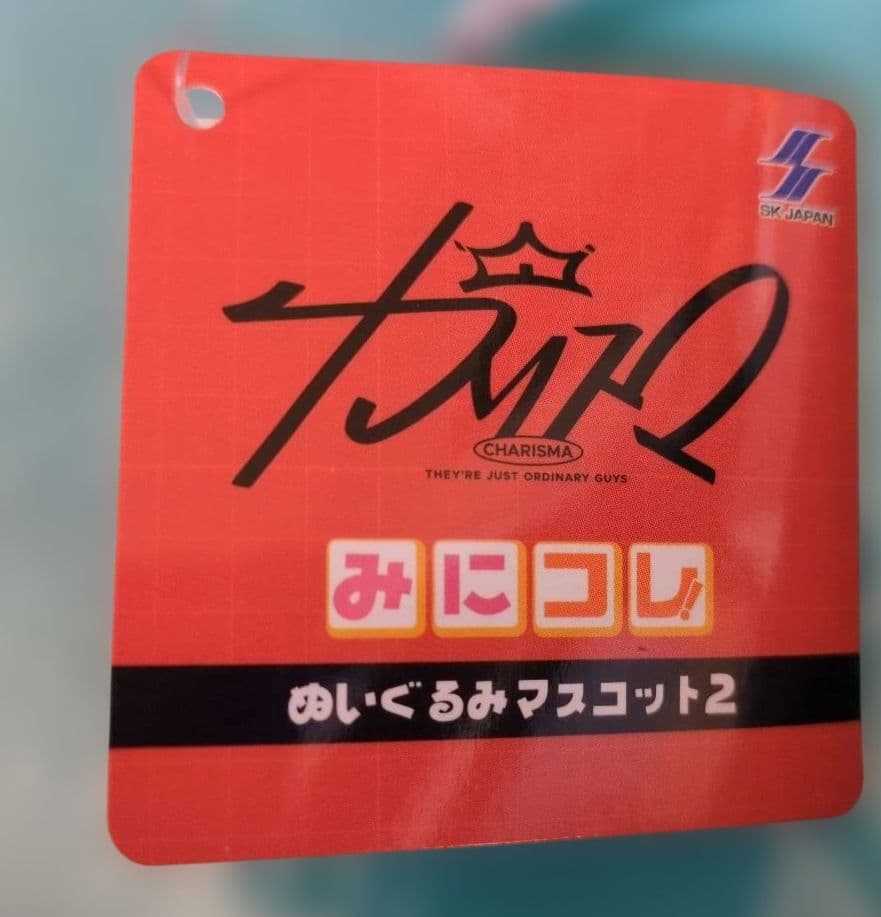 SK JAPAN
カリスマ
CHARISMA
THEY'RE JUST ORDINARY GUYS
みにコレ!!
ぬいぐるみマスコット2